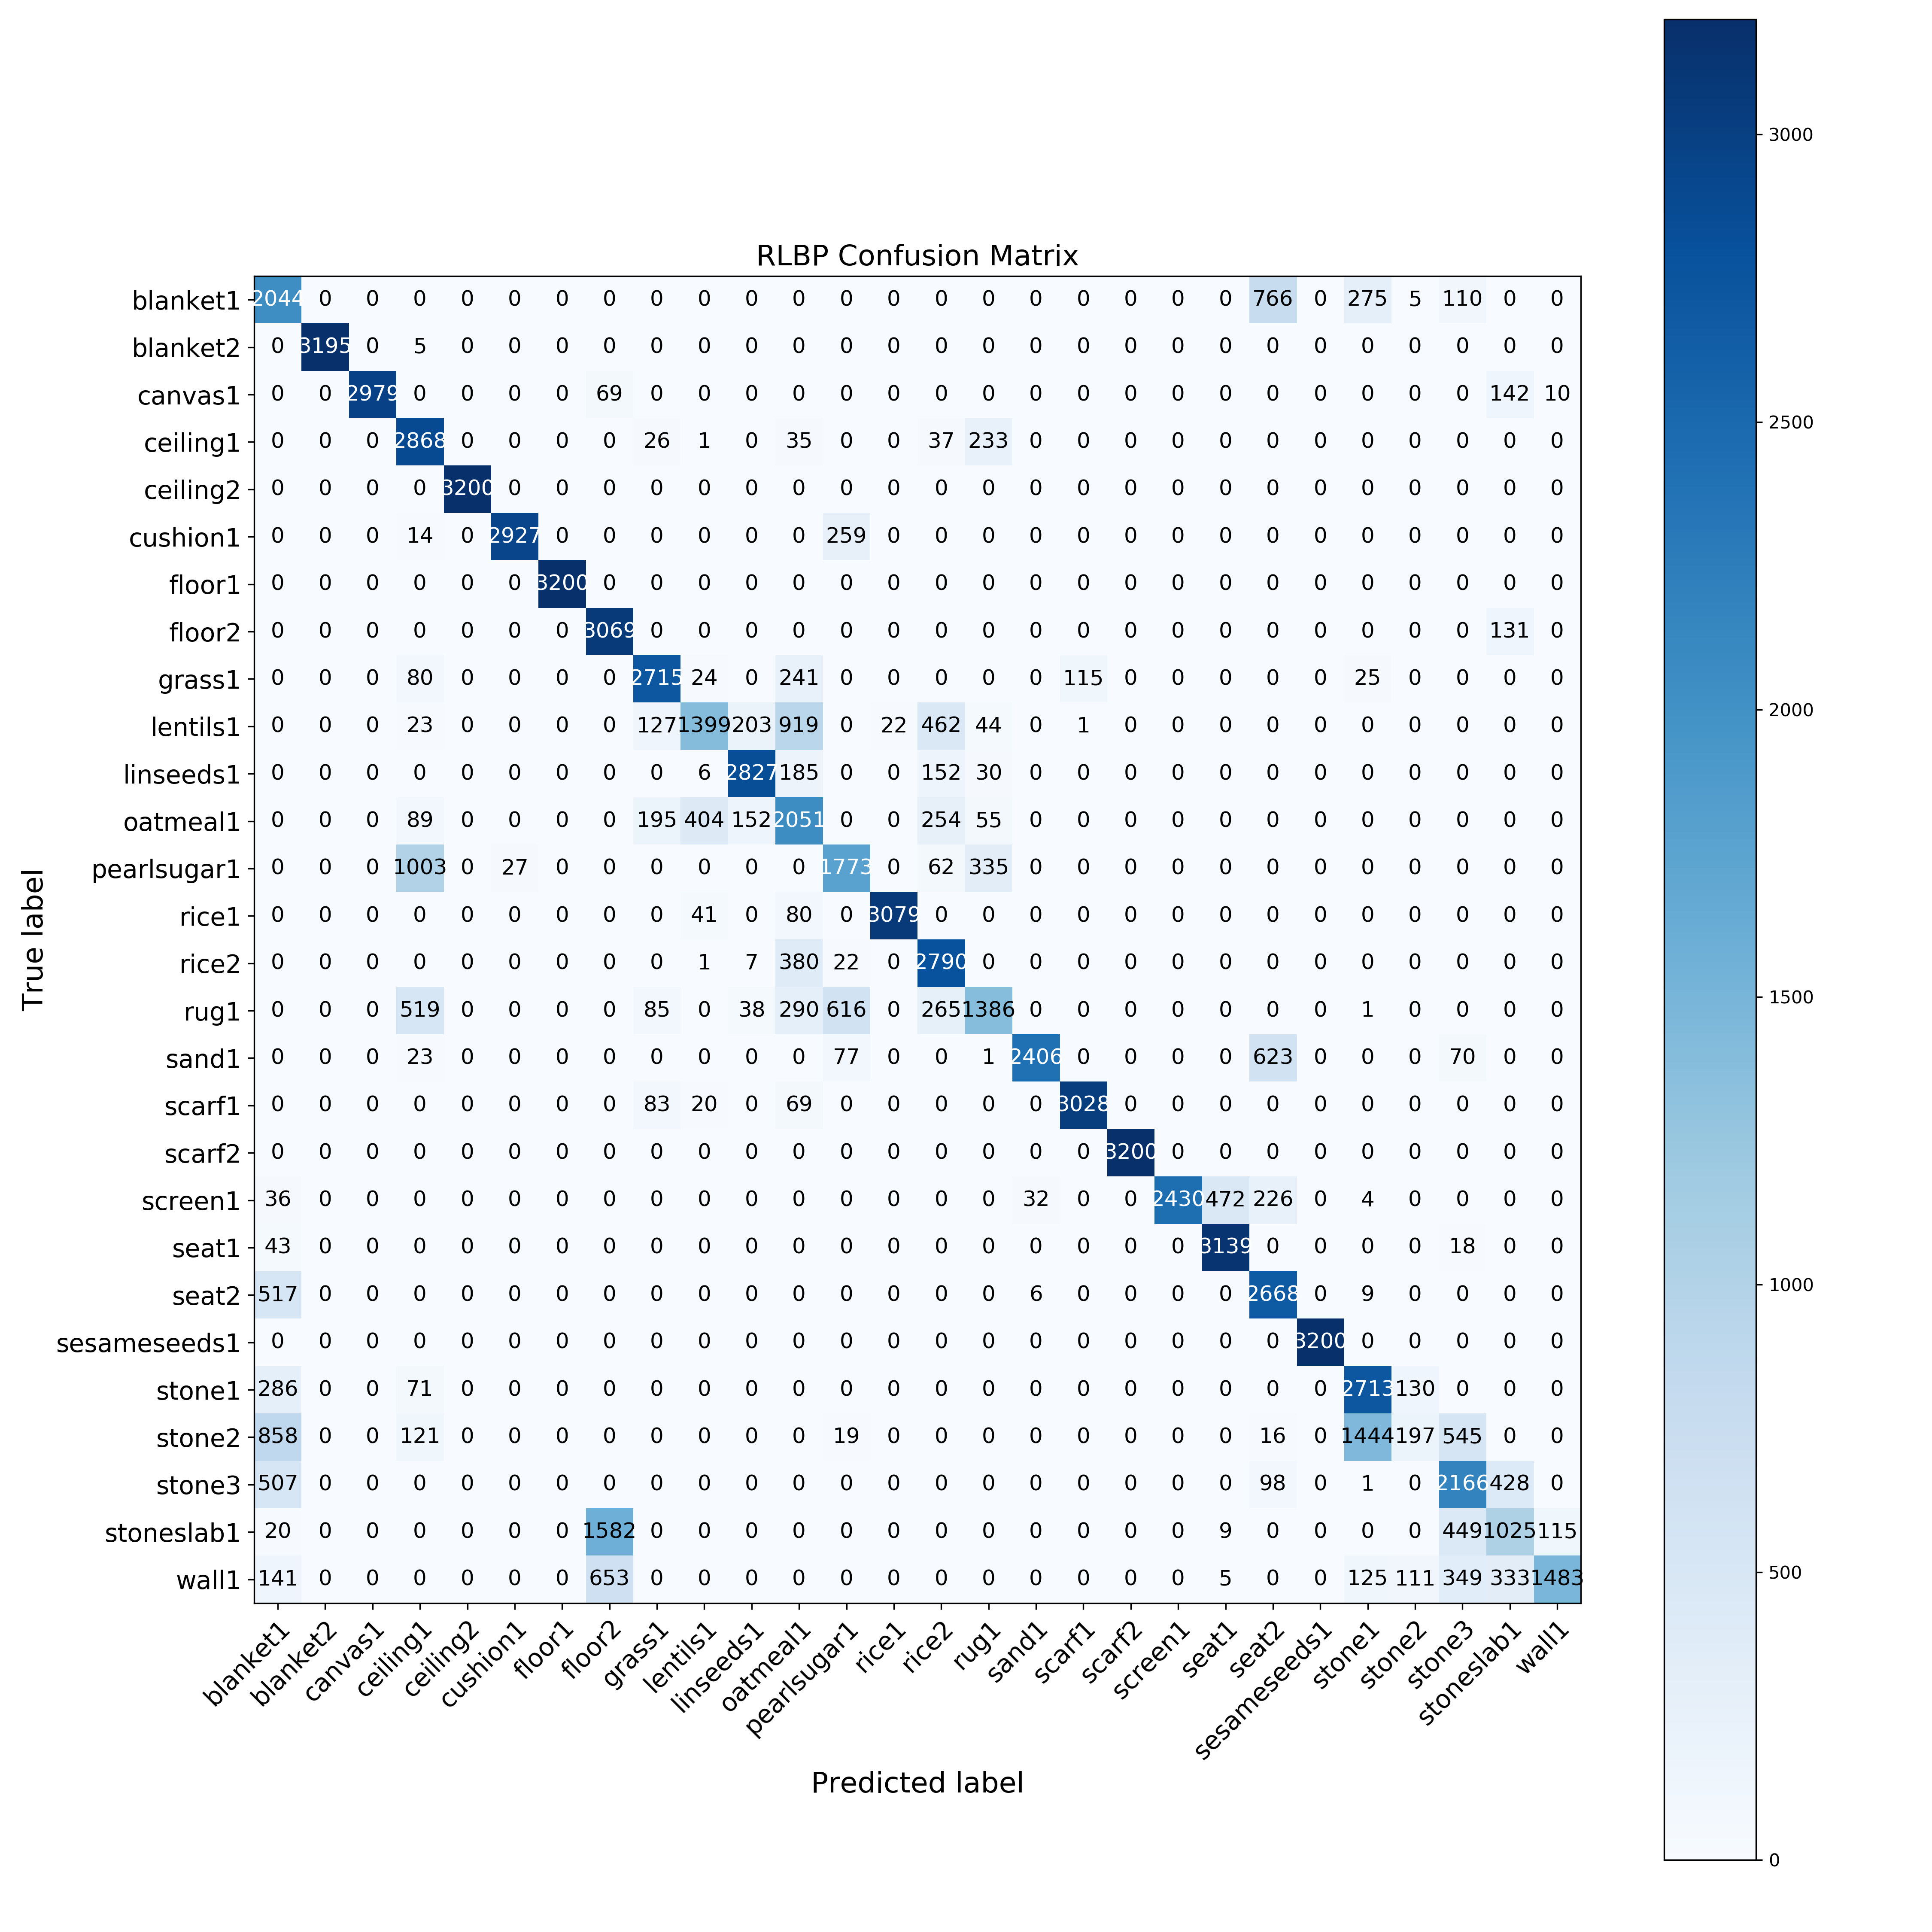 RLBP Confusion Matrix
blanket1 2044 0 0 0 0 0 0 0 0 0 0 0 0 0 0 0 0 0 0 0 0 766 0 275 5 110 0 0
blanket2 0 3195 0 5 0 0 0 0 0 0 0 0 0 0 0 0 0 0 0 0 0 0 0 0 0 0 0 0
canvas1 0 0 2979 0 0 0 0 69 0 0 0 0 0 0 0 0 0 0 0 0 0 0 0 0 0 0 142 10
ceiling1 0 0 0 2868 0 0 0 0 26 1 0 35 0 0 37 233 0 0 0 0 0 0 0 0 0 0 0 0
ceiling2 0 0 0 0 3200 0 0 0 0 0 0 0 0 0 0 0 0 0 0 0 0 0 0 0 0 0 0 0
cushion1 0 0 0 14 0 2927 0 0 0 0 0 0 259 0 0 0 0 0 0 0 0 0 0 0 0 0 0 0
floor1 0 0 0 0 0 0 3200 0 0 0 0 0 0 0 0 0 0 0 0 0 0 0 0 0 0 0 0 0
floor2 0 0 0 0 0 0 0 3069 0 0 0 0 0 0 0 0 0 0 0 0 0 0 0 0 0 0 131 0
grass1 0 0 0 80 0 0 0 0 2715 24 0 241 0 0 0 0 0 115 0 0 0 0 0 25 0 0 0 0
lentils1 0 0 0 23 0 0 0 0 127 1399 203 919 0 22 462 44 0 1 0 0 0 0 0 0 0 0 0 0
linseeds1 0 0 0 0 0 0 0 0 0 6 2827 185 0 0 152 30 0 0 0 0 0 0 0 0 0 0 0 0
oatmeal1 0 0 0 89 0 0 0 0 195 404 152 2051 0 0 254 55 0 0 0 0 0 0 0 0 0 0 0 0
pearlsugar1 0 0 0 1003 0 27 0 0 0 0 0 0 1773 0 62 335 0 0 0 0 0 0 0 0 0 0 0 0
rice1 0 0 0 0 0 0 0 0 0 41 0 80 0 3079 0 0 0 0 0 0 0 0 0 0 0 0 0 0
rice2 0 0 0 0 0 0 0 0 0 1 7 380 22 0 2790 0 0 0 0 0 0 0 0 0 0 0 0 0
rug1 0 0 0 519 0 0 0 0 85 0 38 290 616 0 265 1386 0 0 0 0 0 0 0 1 0 0 0 0
sand1 0 0 0 23 0 0 0 0 0 0 0 0 77 0 0 1 2406 0 0 0 0 623 0 0 0 70 0 0
scarf1 0 0 0 0 0 0 0 0 83 20 0 69 0 0 0 0 0 3028 0 0 0 0 0 0 0 0 0 0
scarf2 0 0 0 0 0 0 0 0 0 0 0 0 0 0 0 0 0 0 3200 0 0 0 0 0 0 0 0 0
screen1 36 0 0 0 0 0 0 0 0 0 0 0 0 0 0 0 32 0 0 2430 472 226 0 4 0 0 0 0
seat1 43 0 0 0 0 0 0 0 0 0 0 0 0 0 0 0 0 0 0 0 3139 0 0 0 0 18 0 0
seat2 517 0 0 0 0 0 0 0 0 0 0 0 0 0 0 0 6 0 0 0 0 2668 0 9 0 0 0 0
sesameseeds1 0 0 0 0 0 0 0 0 0 0 0 0 0 0 0 0 0 0 0 0 0 0 3200 0 0 0 0 0
stone1 286 0 0 71 0 0 0 0 0 0 0 0 0 0 0 0 0 0 0 0 0 0 0 2713 130 0 0 0
stone2 858 0 0 121 0 0 0 0 0 0 0 0 19 0 0 0 0 0 0 0 0 16 0 1444 197 545 0 0
stone3 507 0 0 0 0 0 0 0 0 0 0 0 0 0 0 0 0 0 0 0 0 98 0 1 0 2166 428 0
stoneslab1 20 0 0 0 0 0 0 1582 0 0 0 0 0 0 0 0 0 0 0 0 9 0 0 0 0 449 1025 115
wall1 141 0 0 0 0 0 0 653 0 0 0 0 0 0 0 0 0 0 0 0 5 0 0 125 111 349 333 1483
blanket1 blanket2 canvas1 ceiling1 ceiling2 cushion1 floor1 floor2 grass1 lentils1 linseeds1 oatmeal1 pearlsugar1 rice1 rice2 rug1 sand1 scarf1 scarf2 screen1 seat1 seat2 sesameseeds1 stone1 stone2 stone3 stoneslab1 wall1
Predicted label
True label
3000
2500
2000
1500
1000
500
0